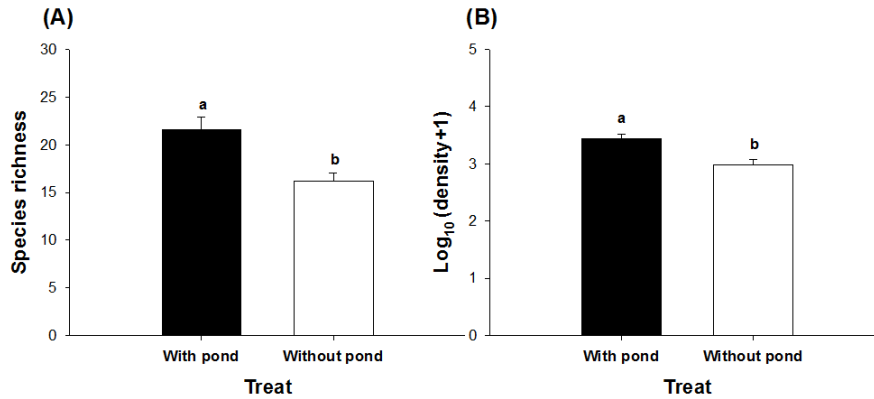 (A)
Species richness
30
25
20
15
10
5
0
a
b
With pond
Without pond
Treat
(B)
Log₁₀ (density+1)
5
4
3
2
1
0
a
b
With pond
Without pond
Treat